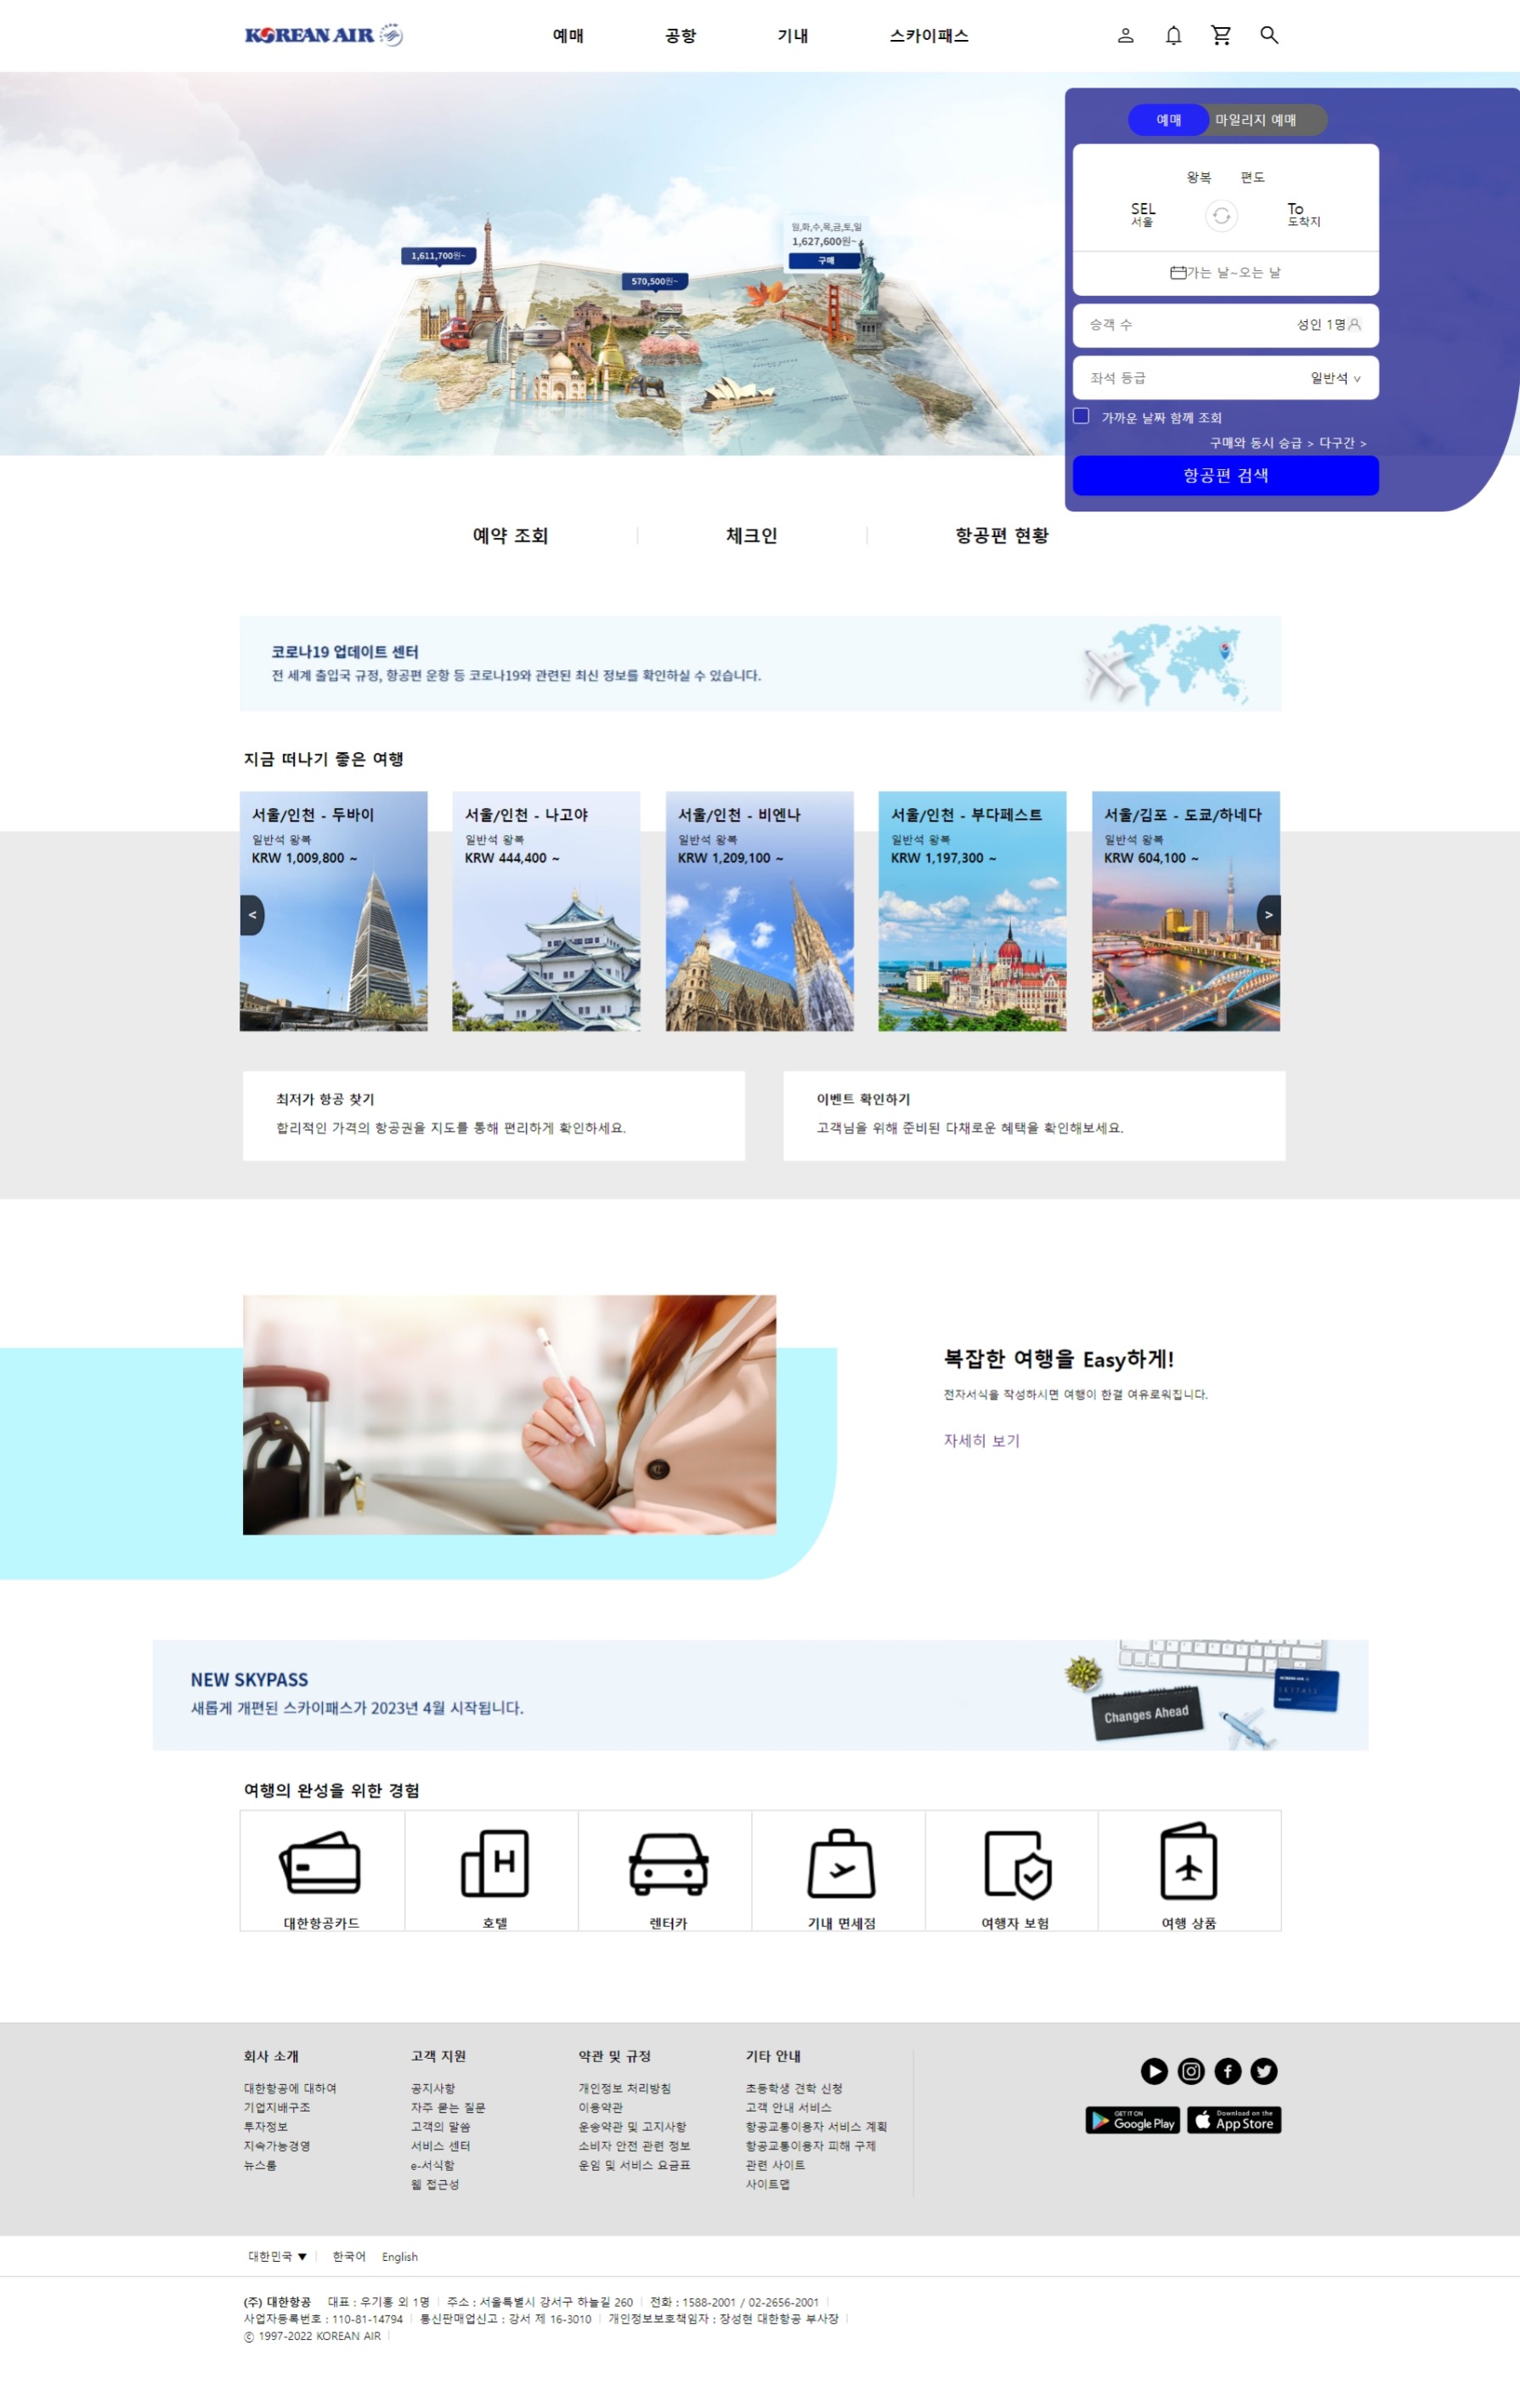 KOREAN AIR
예매
공항
기내
스카이패스
예매
마일리지 예매
왕복
편도
SEL
서울
To
도착지
가는 날~오는 날
승객 수
성인 1명
좌석 등급
일반석 ∨
가까운 날짜 함께 조회
구매와 동시 승급 > 다구간 >
항공편 검색
1,611,700원~
570,500원~
월,화,수,목,금,토,일
1,627,600원~
구매
예약 조회
체크인
항공편 현황
코로나19 업데이트 센터
전 세계 출입국 규정, 항공편 운항 등 코로나19와 관련된 최신 정보를 확인하실 수 있습니다.
지금 떠나기 좋은 여행
서울/인천 - 두바이
일반석 왕복
KRW 1,009,800 ~
서울/인천 - 나고야
일반석 왕복
KRW 444,400 ~
서울/인천 - 비엔나
일반석 왕복
KRW 1,209,100 ~
서울/인천 - 부다페스트
일반석 왕복
KRW 1,197,300 ~
서울/김포 - 도쿄/하네다
일반석 왕복
KRW 604,100 ~
<
>
최저가 항공 찾기
합리적인 가격의 항공권을 지도를 통해 편리하게 확인하세요.
이벤트 확인하기
고객님을 위해 준비된 다채로운 혜택을 확인해보세요.
복잡한 여행을 Easy하게!
전자서식을 작성하시면 여행이 한결 여유로워집니다.
자세히 보기
NEW SKYPASS
새롭게 개편된 스카이패스가 2023년 4월 시작됩니다.
Changes Ahead
SKYPASS
여행의 완성을 위한 경험
H
대한항공카드
호텔
렌터카
기내 면세점
여행자 보험
여행 상품
회사 소개
대한항공에 대하여
기업지배구조
투자정보
지속가능경영
뉴스룸
고객 지원
공지사항
자주 묻는 질문
고객의 말씀
서비스 센터
e-서식함
웹 접근성
약관 및 규정
개인정보 처리방침
이용약관
운송약관 및 고지사항
소비자 안전 관련 정보
운임 및 서비스 요금표
기타 안내
초등학생 견학 신청
고객 안내 서비스
항공교통이용자 서비스 계획
항공교통이용자 피해 구제
관련 사이트
사이트맵
GET IT ON
Google Play
Download on the
App Store
대한민국 ▼
한국어
English
(주) 대한항공 대표 : 우기홍 외 1명 주소 : 서울특별시 강서구 하늘길 260 전화 : 1588-2001 / 02-2656-2001
사업자등록번호 : 110-81-14794 통신판매업신고 : 강서 제 16-3010 개인정보보호책임자 : 장성현 대한항공 부사장
ⓒ 1997-2022 KOREAN AIR